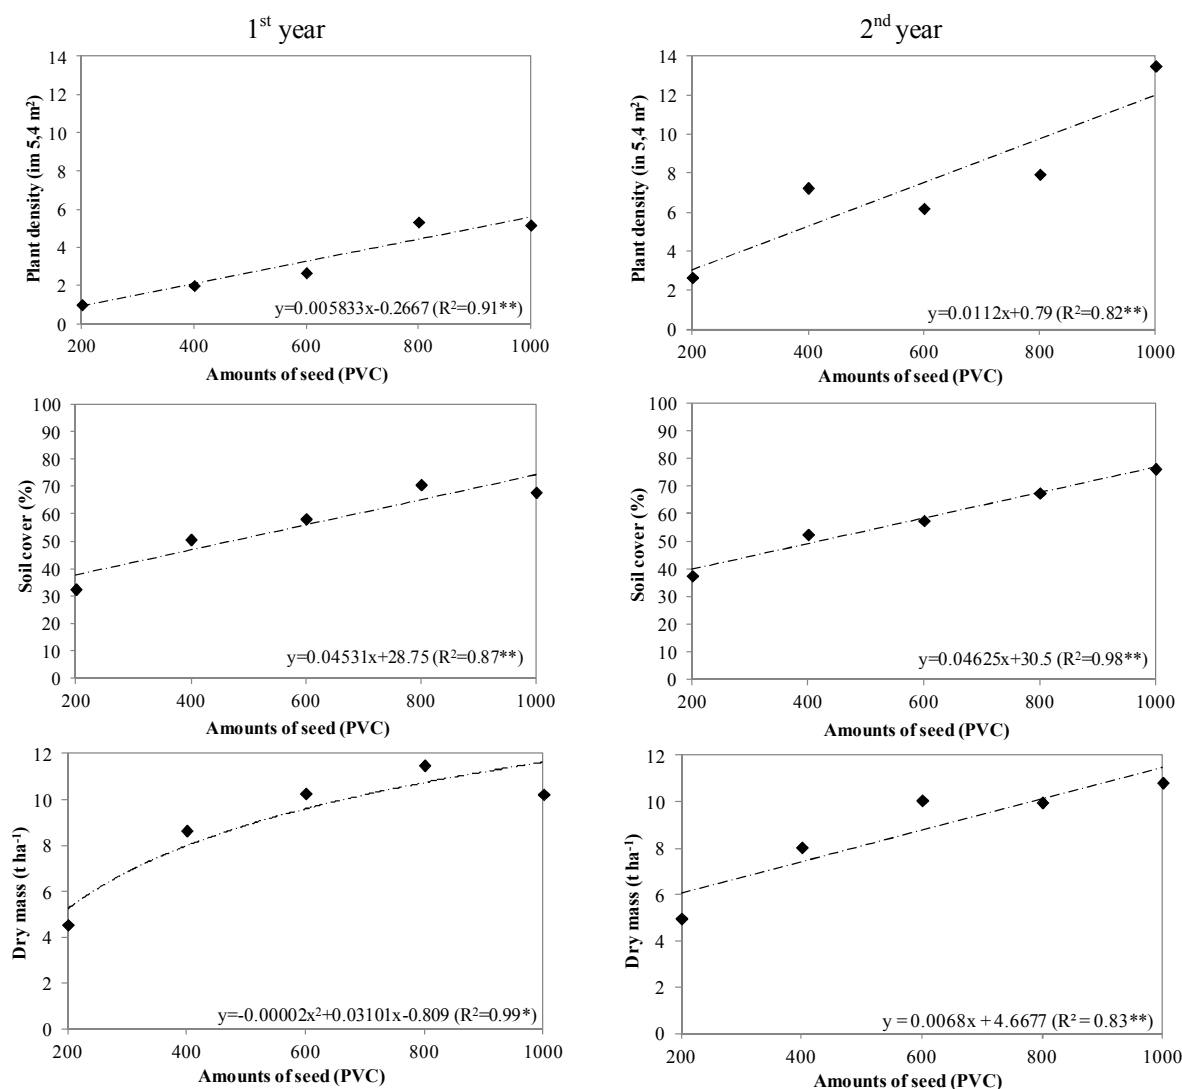 1st year
2nd year
Plant density (im 5,4 m²)
14
12
10
8
6
4
2
0
y=0.005833x-0.2667 (R²=0.91**)
200 400 600 800 1000
Amounts of seed (PVC)
Plant density (in 5,4 m²)
14
12
10
8
6
4
2
0
y=0.0112x+0.79 (R²=0.82**)
200 400 600 800 1000
Amounts of seed (PVC)
Soil cover (%)
100
90
80
70
60
50
40
30
20
10
0
y=0.04531x+28.75 (R²=0.87**)
200 400 600 800 1000
Amounts of seed (PVC)
Soil cover (%)
100
90
80
70
60
50
40
30
20
10
0
y=0.04625x+30.5 (R²=0.98**)
200 400 600 800 1000
Amounts of seed (PVC)
Dry mass (t ha⁻¹)
12
10
8
6
4
2
0
y=-0.00002x²+0.03101x-0.809 (R²=0.99*)
200 400 600 800 1000
Amounts of seed (PVC)
Dry mass (t ha⁻¹)
12
10
8
6
4
2
0
y = 0.0068x + 4.6677 (R² = 0.83**)
200 400 600 800 1000
Amounts of seed (PVC)